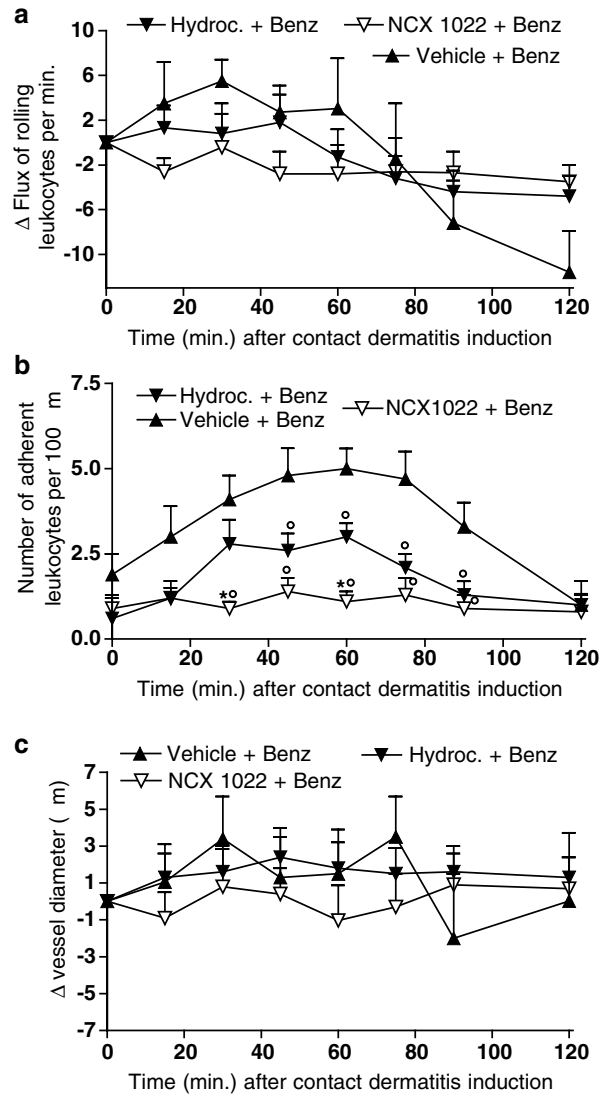 a
10
Hydroc. + Benz
NCX 1022 + Benz
Vehicle + Benz
6
2
-2
-6
-10
Δ Flux of rolling
leukocytes per min.
0 20 40 60 80 100 120
Time (min.) after contact dermatitis induction
b
7.5
Hydroc. + Benz
Vehicle + Benz
NCX1022 + Benz
5.0
2.5
0.0
Number of adherent
leukocytes per 100 m
*° ° ° *° ° ° ° ° °
0 20 40 60 80 100 120
Time (min.) after contact dermatitis induction
c
Vehicle + Benz
Hydroc. + Benz
NCX 1022 + Benz
7
5
3
1
-1
-3
-5
-7
Δ vessel diameter ( m)
0 20 40 60 80 100 120
Time (min.) after contact dermatitis induction